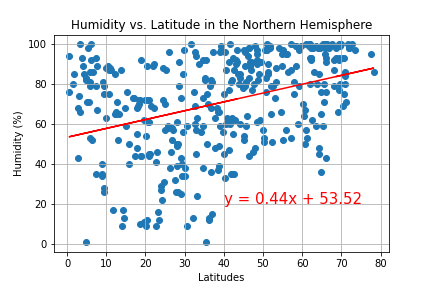 Humidity vs. Latitude in the Northern Hemisphere
100
80
60
40
20
0
Humidity (%)
y = 0.44x + 53.52
0 10 20 30 40 50 60 70 80
Latitudes